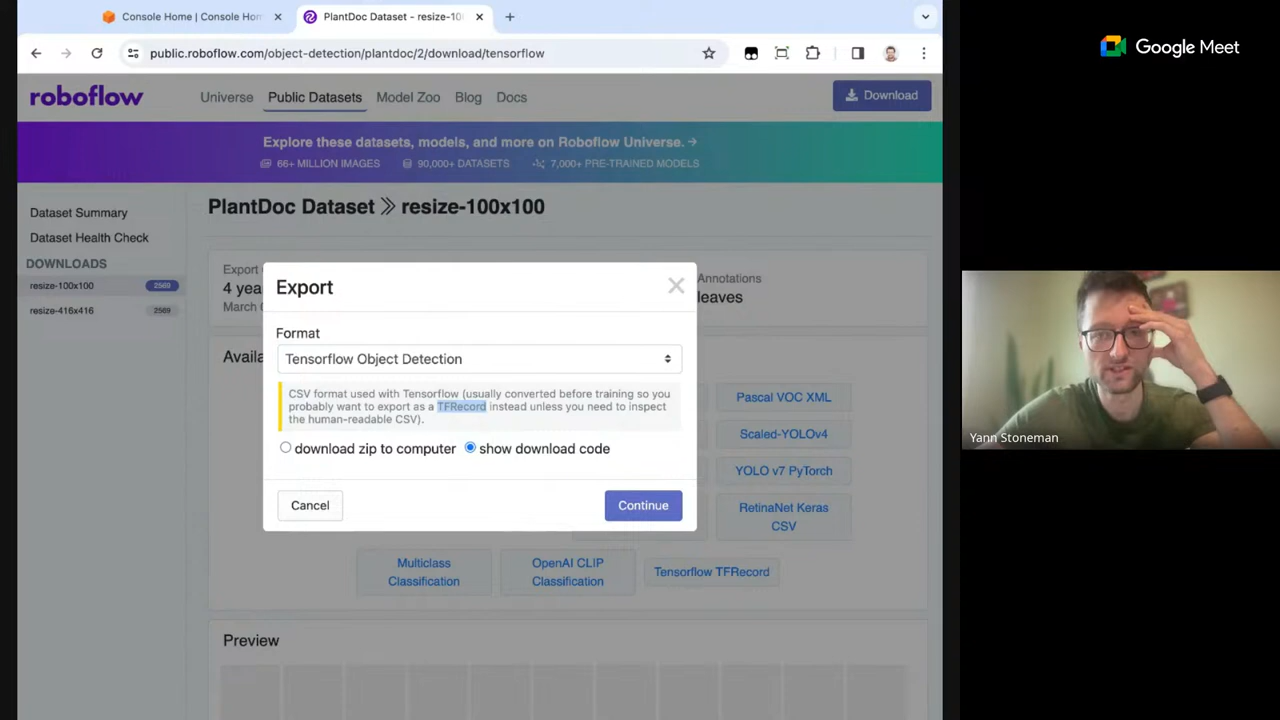 Console Home | Console Hom
PlantDoc Dataset - resize-10
public.roboflow.com/object-detection/plantdoc/2/download/tensorflow
Google Meet
roboflow
Universe
Public Datasets
Model Zoo
Blog
Docs
Download
Explore these datasets, models, and more on Roboflow Universe.
66+ MILLION IMAGES
90,000+ DATASETS
7,000+ PRE-TRAINED MODELS
Dataset Summary
Dataset Health Check
DOWNLOADS
resize-100x100 2569
resize-416x416 2569
PlantDoc Dataset resize-100x100
Export
4 yea
March
Annotations
leaves
Availa
Export
Format
Tensorflow Object Detection
CSV format used with Tensorflow (usually converted before training so you
probably want to export as a TFRecord instead unless you need to inspect
the human-readable CSV).
download zip to computer
show download code
Cancel
Continue
Pascal VOC XML
Scaled-YOLOv4
YOLO v7 PyTorch
RetinaNet Keras
CSV
Multiclass
Classification
OpenAI CLIP
Classification
Tensorflow TFRecord
Preview
Yann Stoneman